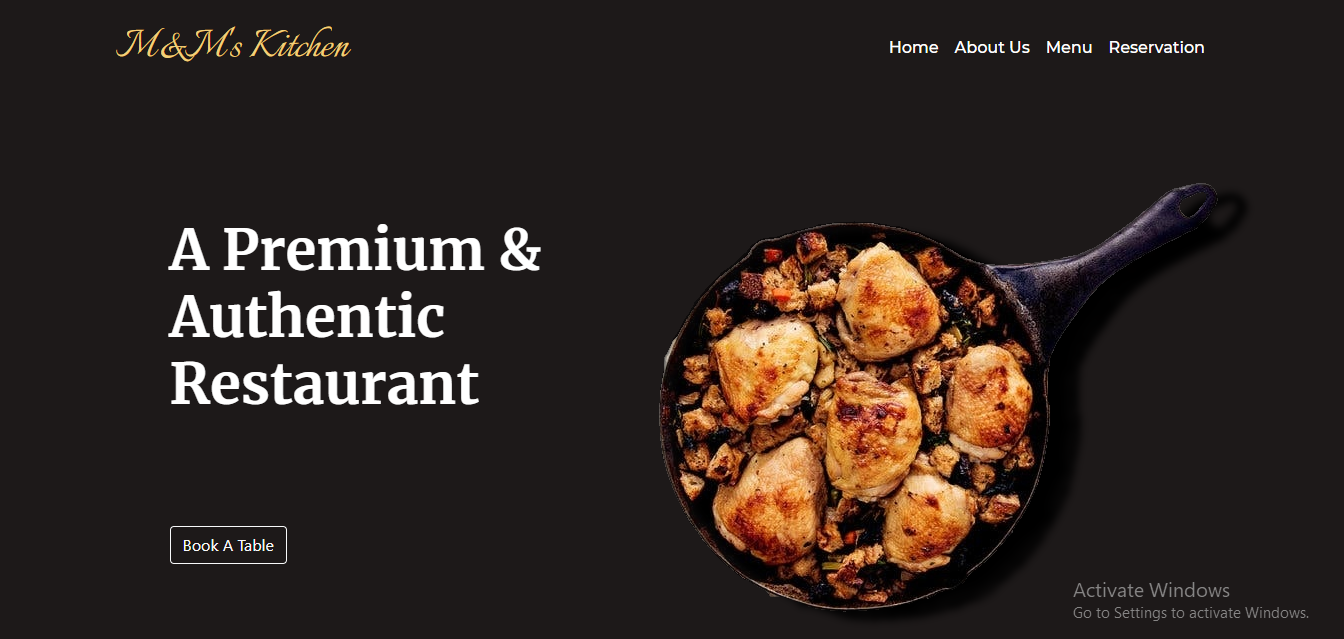 M&M's Kitchen
Home About Us Menu Reservation
A Premium &
Authentic
Restaurant
Book A Table
Activate Windows
Go to Settings to activate Windows.